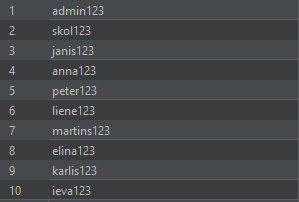 1 admin123
2 skol123
3 janis123
4 anna123
5 peter123
6 liene123
7 martins123
8 elina123
9 karlis123
10 ieva123